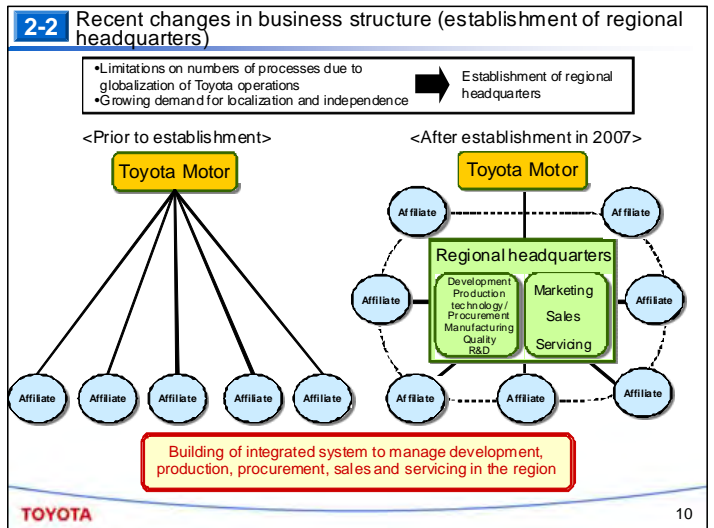 2-2
Recent changes in business structure (establishment of regional
headquarters)
•Limitations on numbers of processes due to
globalization of Toyota operations
•Growing demand for localization and independence
Establishment of regional
headquarters
<Prior to establishment>
Toyota Motor
Affiliate
Affiliate
Affiliate
Affiliate
Affiliate
<After establishment in 2007>
Toyota Motor
Affiliate
Affiliate
Regional headquarters
Development
Production
technology/
Procurement
Manufacturing
Quality
R&D
Marketing
Sales
Servicing
Affiliate
Affiliate
Affiliate
Affiliate
Affiliate
Building of integrated system to manage development,
production, procurement, sales and servicing in the region
TOYOTA
10